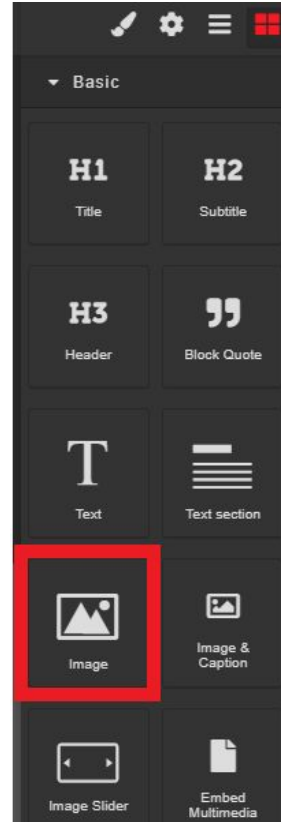 Basic
H1 H2
Title Subtitle
H3
Header Block Quote
T
Text Text section
Image
Image &
Caption
Image Slider
Embed
Multimedia